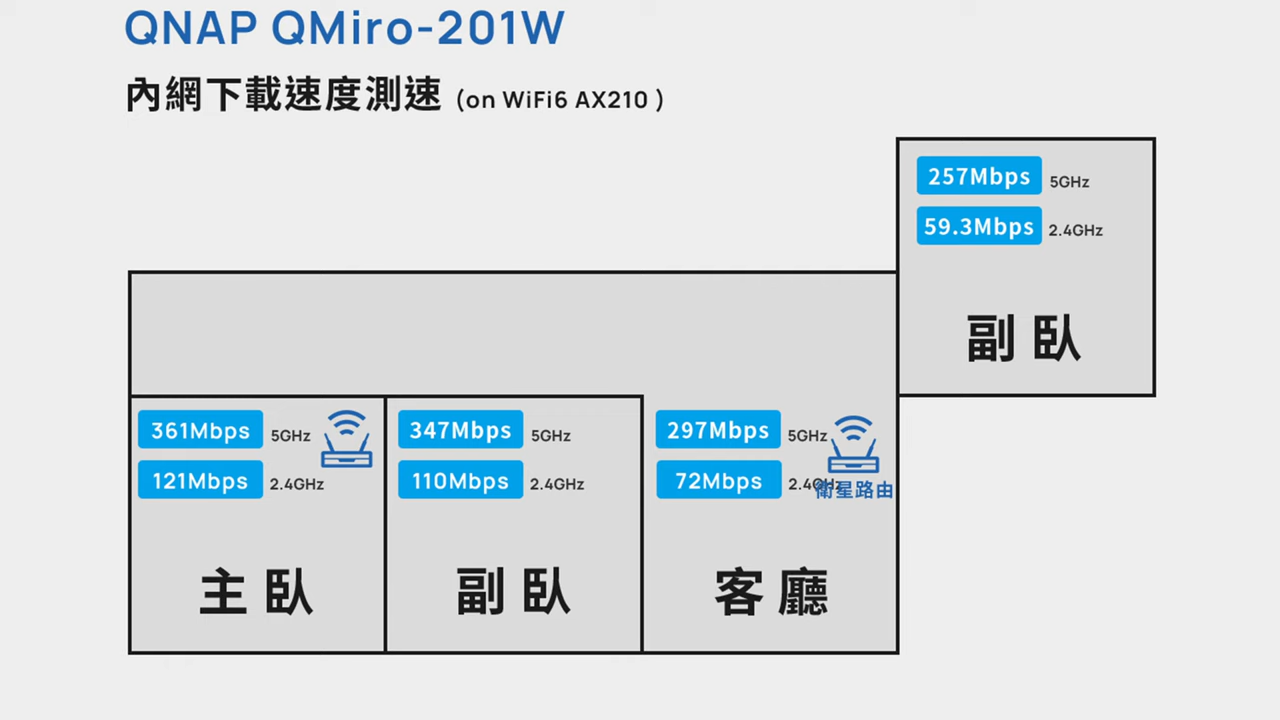 QNAP QMiro-201W
內網下載速度測速 (on WiFi6 AX210 )
257Mbps 5GHz
59.3Mbps 2.4GHz
副臥
361Mbps 5GHz
121Mbps 2.4GHz
主臥
347Mbps 5GHz
110Mbps 2.4GHz
副臥
297Mbps 5GHz
72Mbps 2.4GHz
衛星路由
客廳